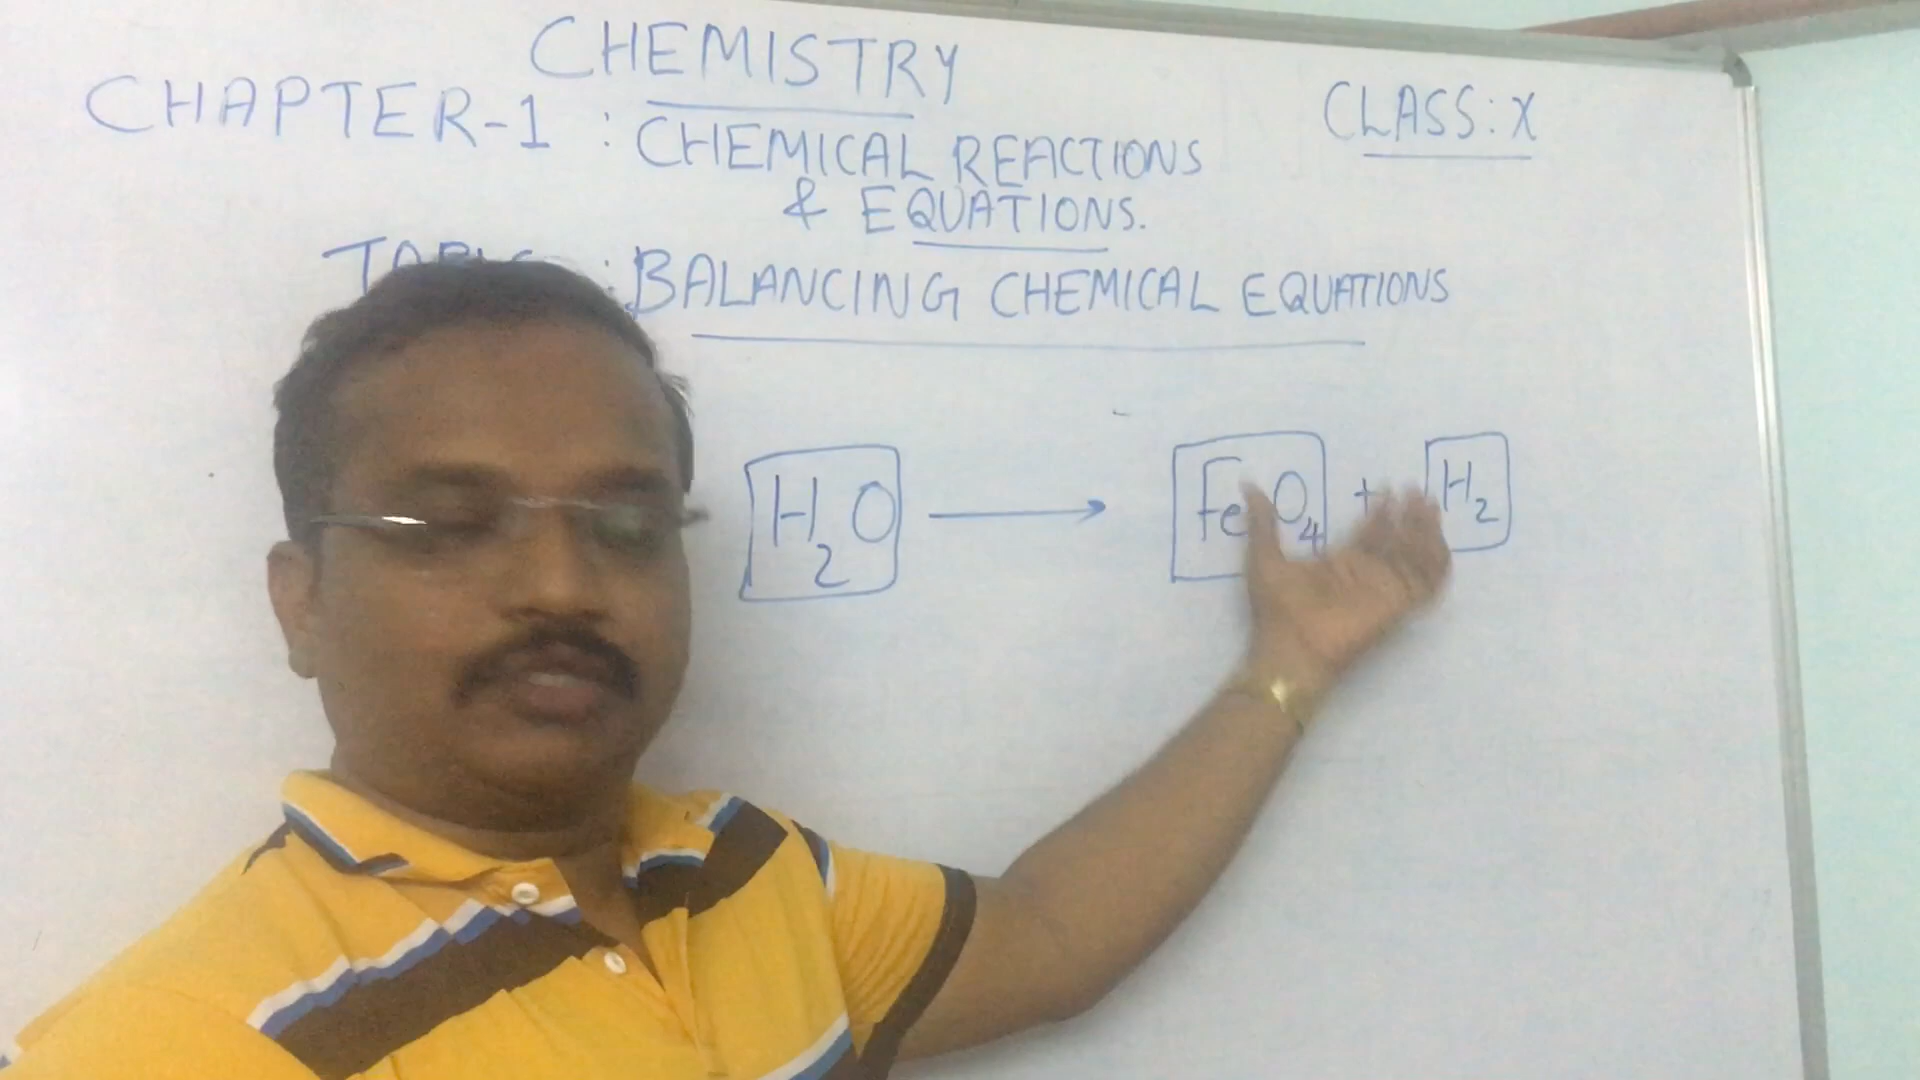 CHEMISTRY
CHAPTER-1 : CHEMICAL REACTIONS
& EQUATIONS.
CLASS: X
: BALANCING CHEMICAL EQUATIONS
H2O → Fe O4 + H2